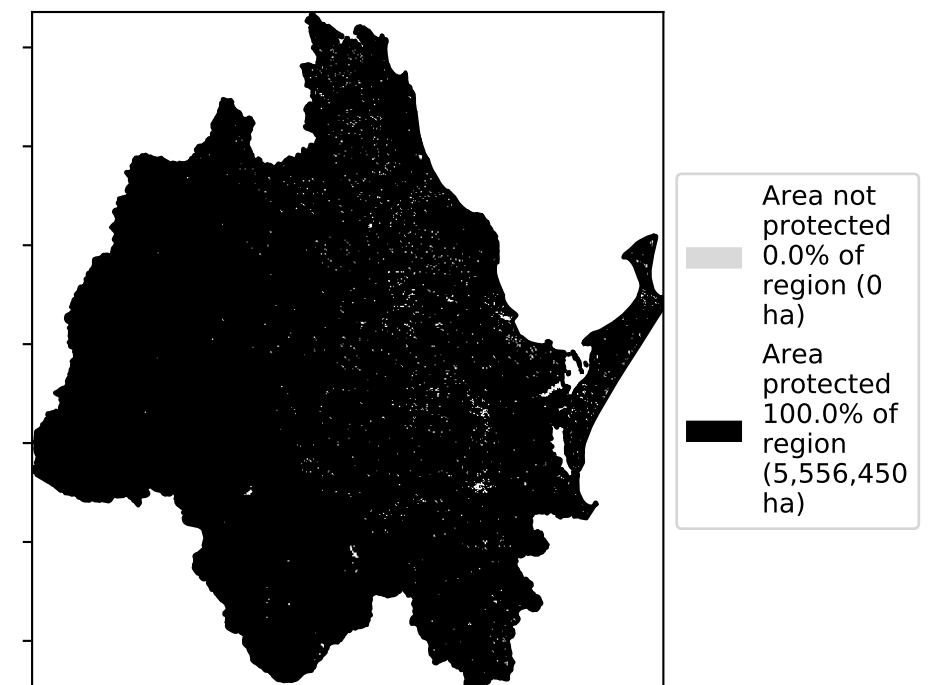 Area not
protected
0.0% of
region (0
ha)
Area
protected
100.0% of
region
(5,556,450
ha)